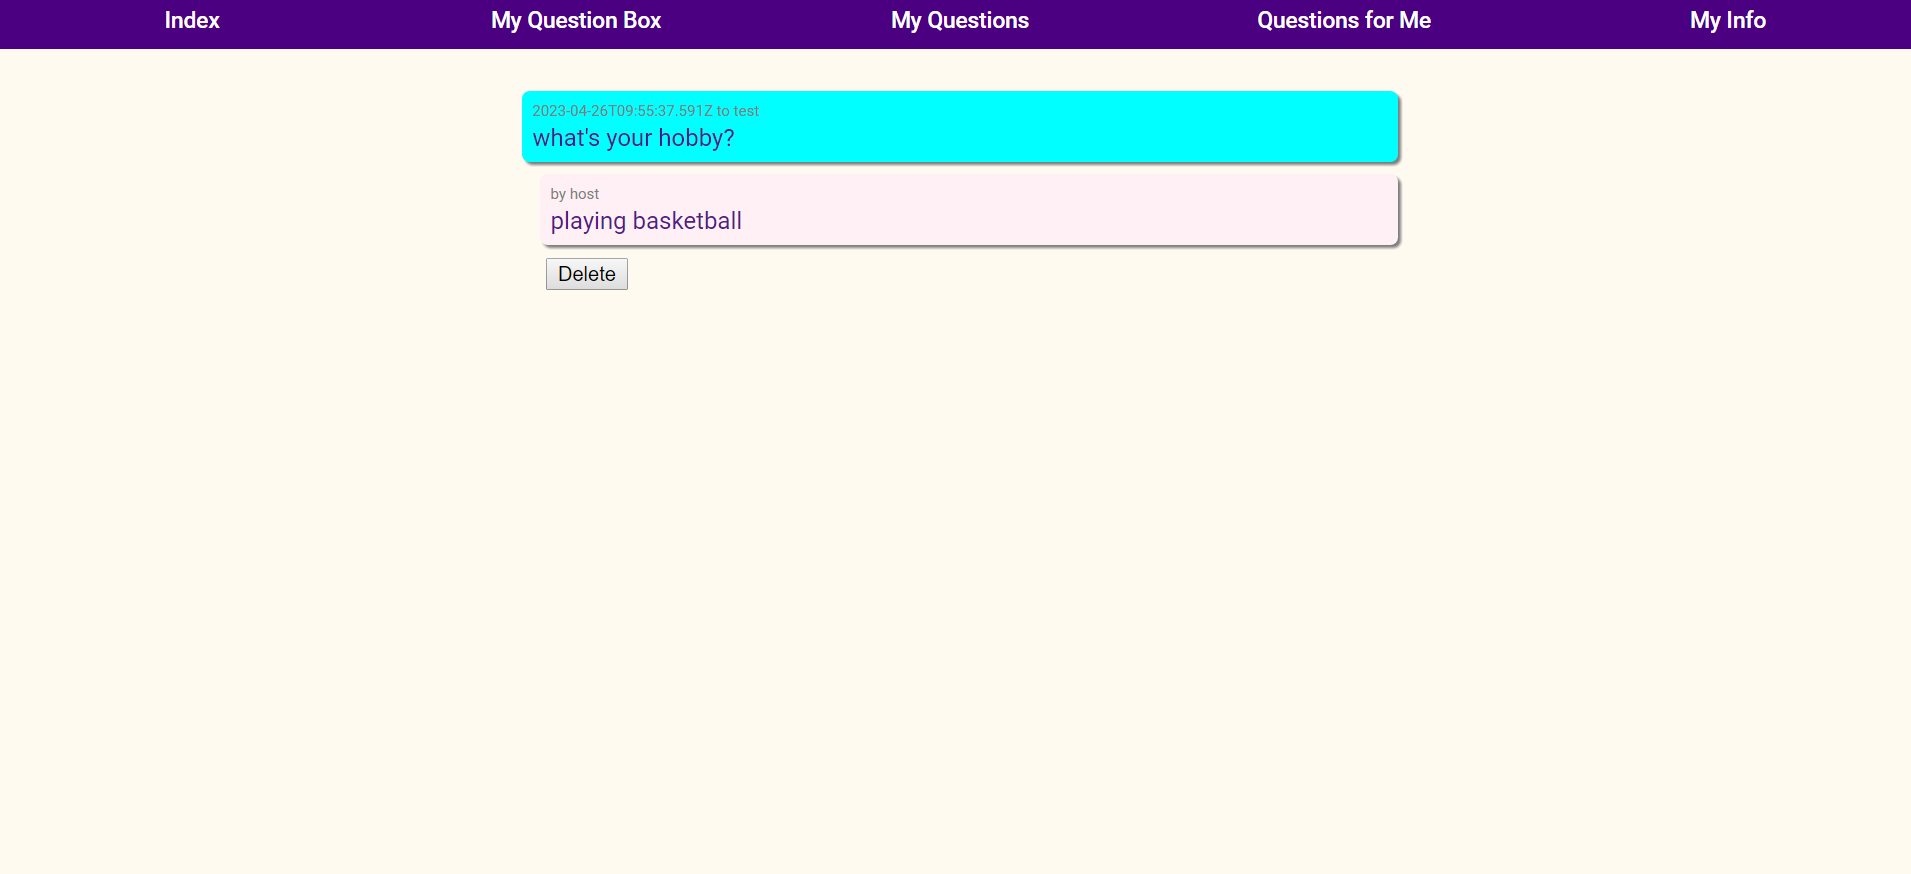 Index My Question Box My Questions Questions for Me My Info
2023-04-26T09:55:37.591Z to test
what's your hobby?
by host
playing basketball
Delete